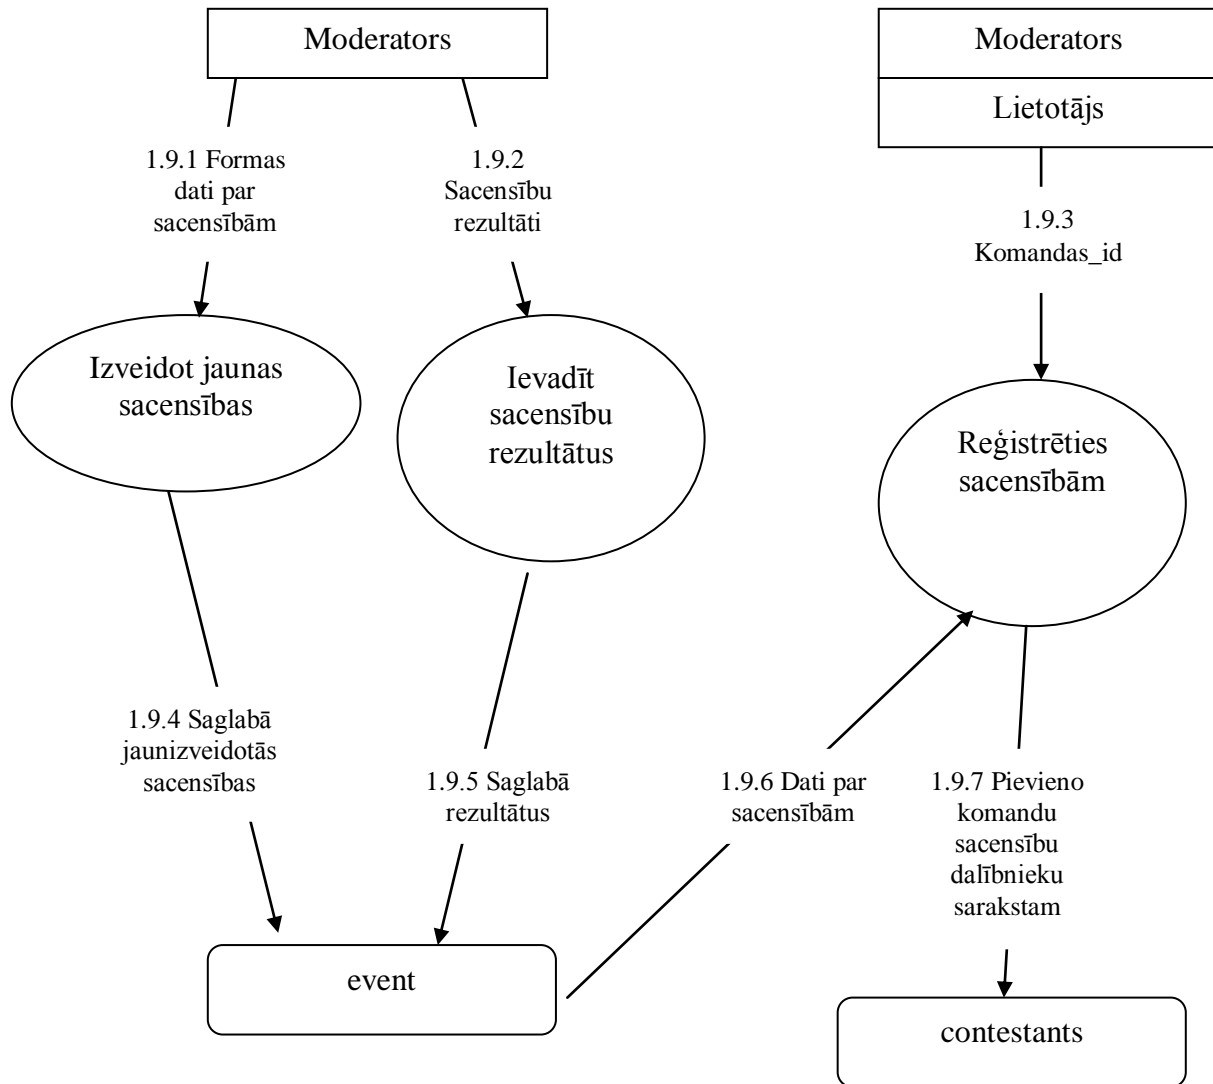 Moderators
Moderators
Lietotājs
1.9.1 Formas
dati par
sacensībām
1.9.2
Sacensību
rezultāti
1.9.3
Komandas_id
Izveidot jaunas
sacensības
Ievadīt
sacensību
rezultātus
Reģistrēties
sacensībām
1.9.4 Saglabā
jaunizveidotās
sacensības
1.9.5 Saglabā
rezultātus
1.9.6 Dati par
sacensībām
1.9.7 Pievieno
komandu
sacensību
dalībnieku
sarakstam
event
contestants